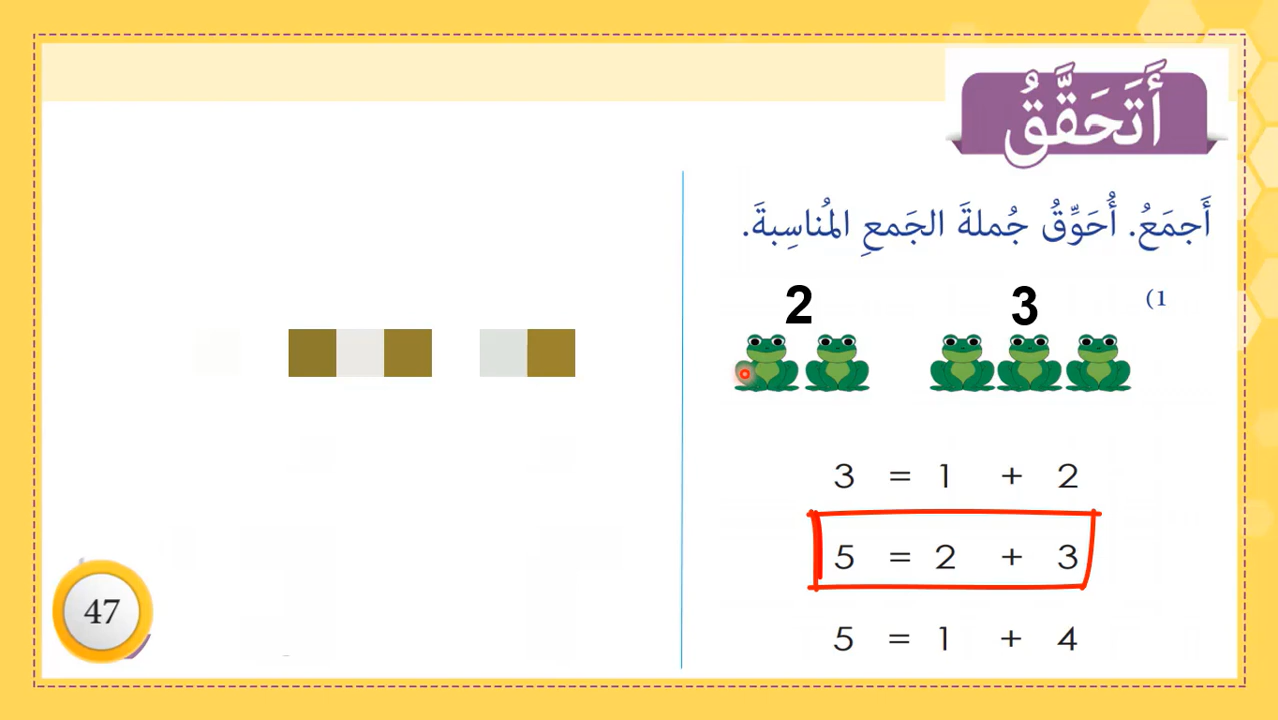 أَتَحَقَّقُ
أَجمَعُ. أُحَوِّقُ جُملةَ الجَمعِ المُناسِبةَ.
(1
3 2
2 + 1 = 3
3 + 2 = 5
4 + 1 = 5
47